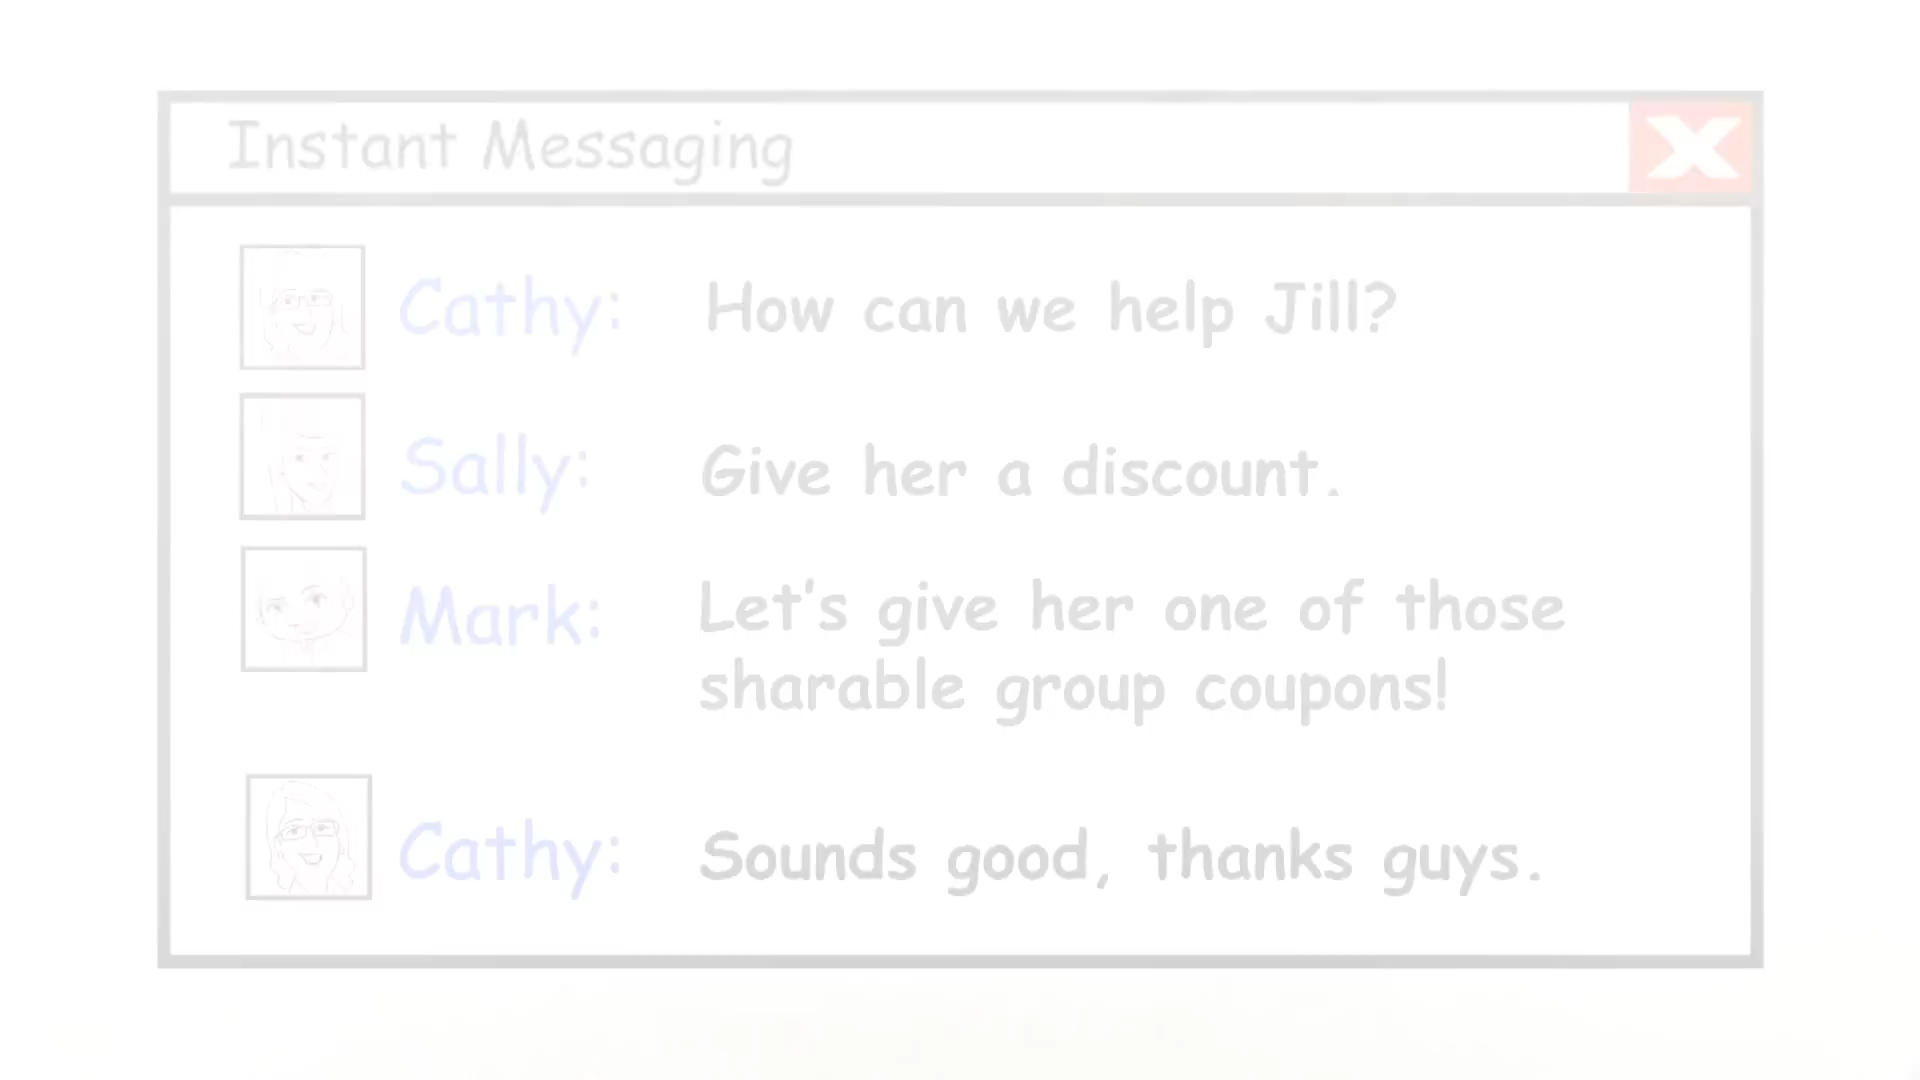 Instant Messaging
X
Cathy: How can we help Jill?
Sally: Give her a discount.
Mark: Let's give her one of those
sharable group coupons!
Cathy: Sounds good, thanks guys.